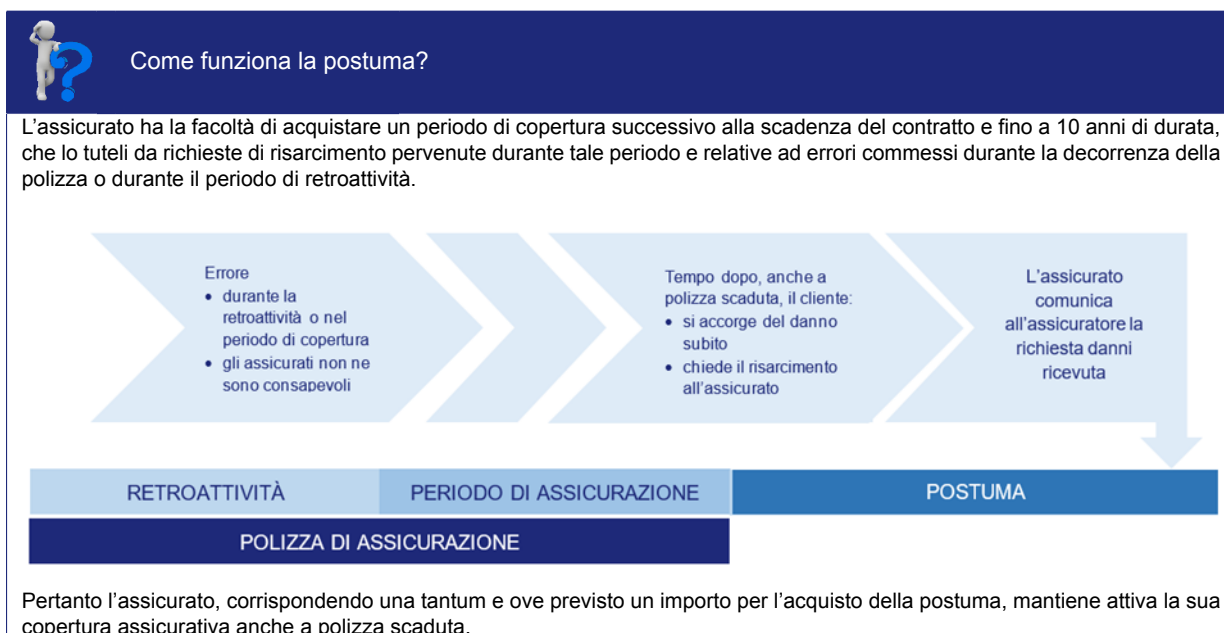 Come funziona la postuma?
L'assicurato ha la facoltà di acquistare un periodo di copertura successivo alla scadenza del contratto e fino a 10 anni di durata,
che lo tuteli da richieste di risarcimento pervenute durante tale periodo e relative ad errori commessi durante la decorrenza della
polizza o durante il periodo di retroattività.
Errore
• durante la
retroattività o nel
periodo di copertura
• gli assicurati non ne
sono consapevoli
Tempo dopo, anche a
polizza scaduta, il cliente:
• si accorge del danno
subito
• chiede il risarcimento
all'assicurato
L'assicurato
comunica
all'assicuratore la
richiesta danni
ricevuta
RETROATTIVITÀ
PERIODO DI ASSICURAZIONE
POSTUMA
POLIZZA DI ASSICURAZIONE
Pertanto l'assicurato, corrispondendo una tantum e ove previsto un importo per l'acquisto della postuma, mantiene attiva la sua
copertura assicurativa anche a polizza scaduta.